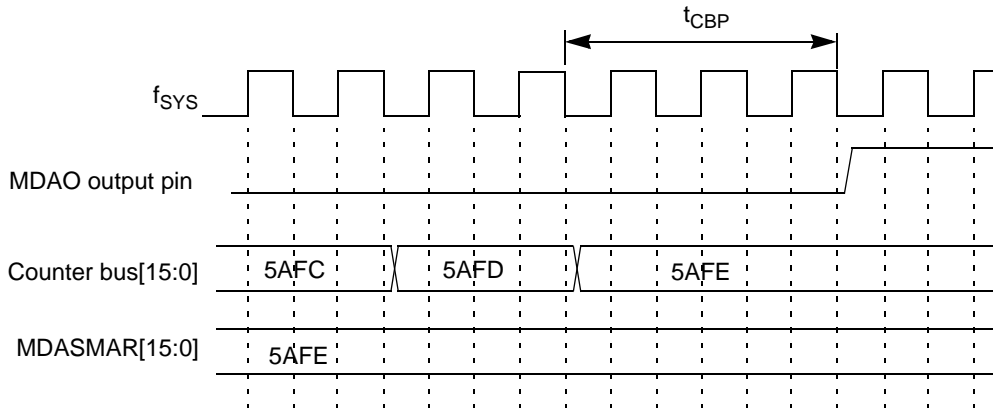 tCBP
fSYS
MDAO output pin
Counter bus[15:0] 5AFC 5AFD 5AFE
MDASMAR[15:0] 5AFE